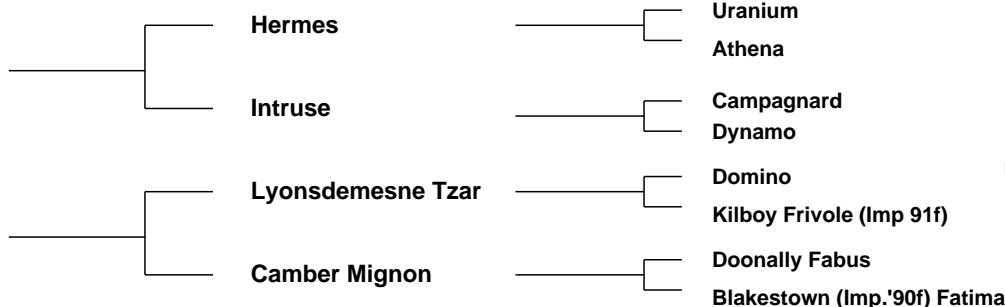 Uranium
Hermes
Athena
Campagnard
Intruse
Dynamo
Domino
Lyonsdemesne Tzar
Kilboy Frivole (Imp 91f)
Doonally Fabus
Camber Mignon
Blakestown (Imp.'90f) Fatima